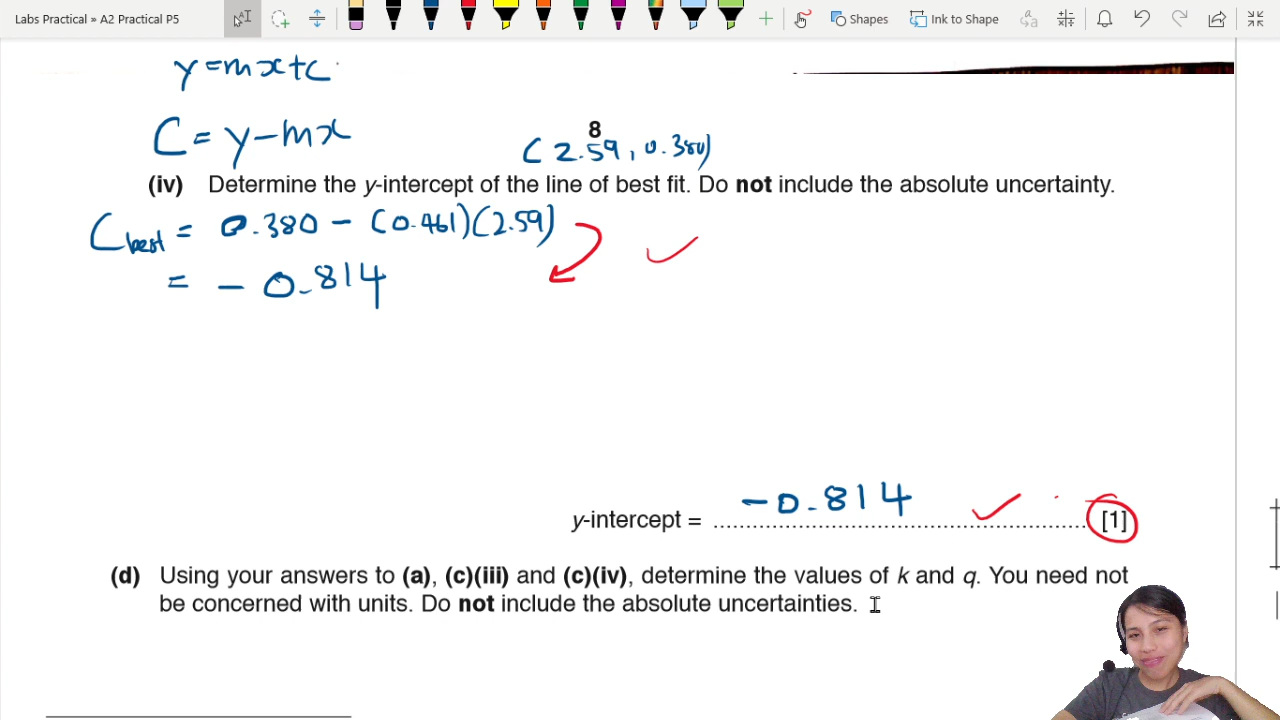 Labs Practical » A2 Practical P5
Shapes
Ink to Shape
y = mx + c
C = y - mx
8
(2.59, 0.380)
(iv) Determine the y-intercept of the line of best fit. Do not include the absolute uncertainty.
C best = 0.380 - (0.461)(2.59)
= - 0.814
-0.814
y-intercept = ............................................................ [1]
(d) Using your answers to (a), (c)(iii) and (c)(iv), determine the values of k and q. You need not
be concerned with units. Do not include the absolute uncertainties.